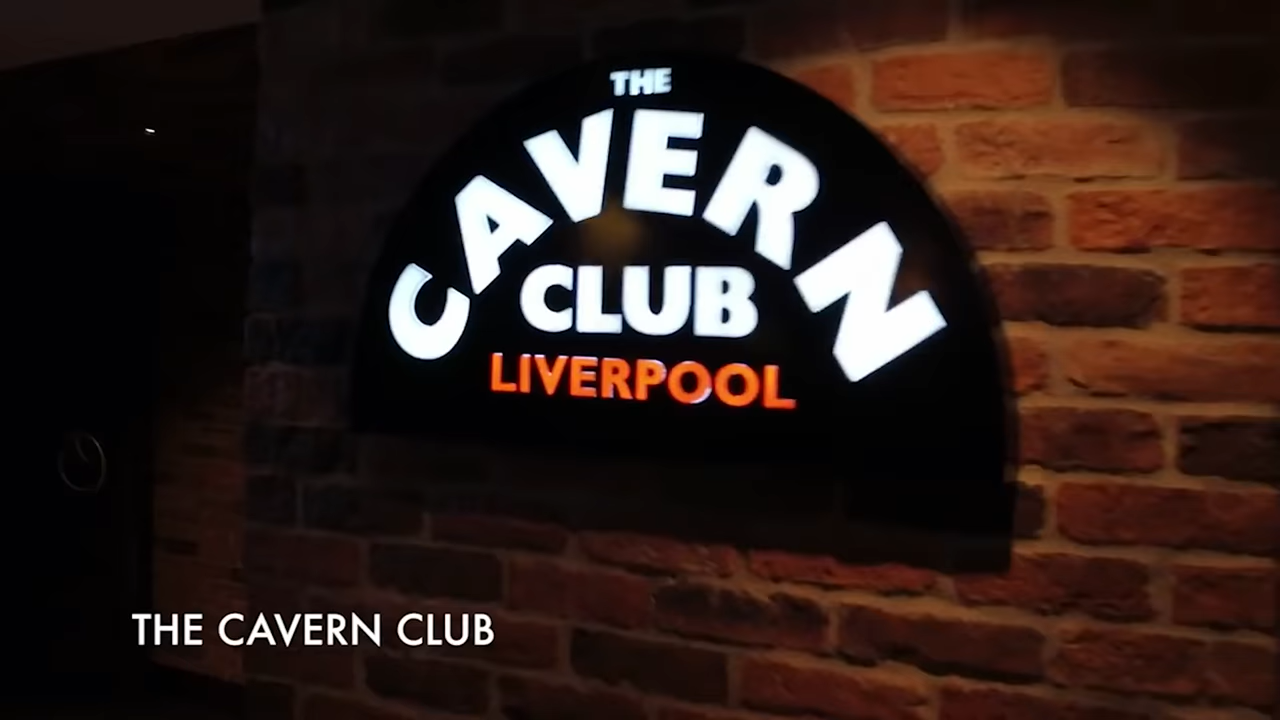 THE
CAVERN
CLUB
LIVERPOOL
THE CAVERN CLUB